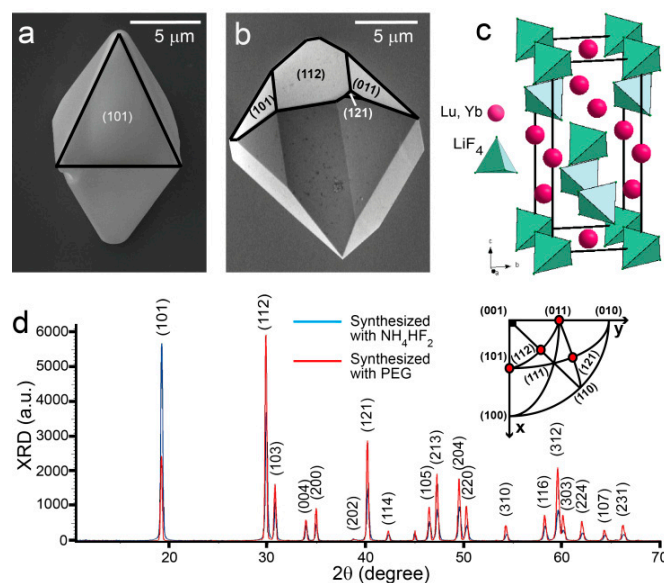 a
5 μm
(101)
b
5 μm
(112)
(101)
(011)
(121)
c
Lu, Yb
LiF4
c
b
a
d
XRD (a.u.)
6000
5000
4000
3000
2000
1000
0
Synthesized
with NH4HF2
Synthesized
with PEG
(101)
(112)
(103)
(004)
(200)
(202)
(121)
(114)
(105)
(213)
(204)
(220)
(310)
(116)
(312)
(303)
(224)
(107)
(231)
20
30
40
50
60
70
2θ (degree)
(001)
(011)
(010)
y
(101)
(112)
(111)
(121)
(110)
(100)
x